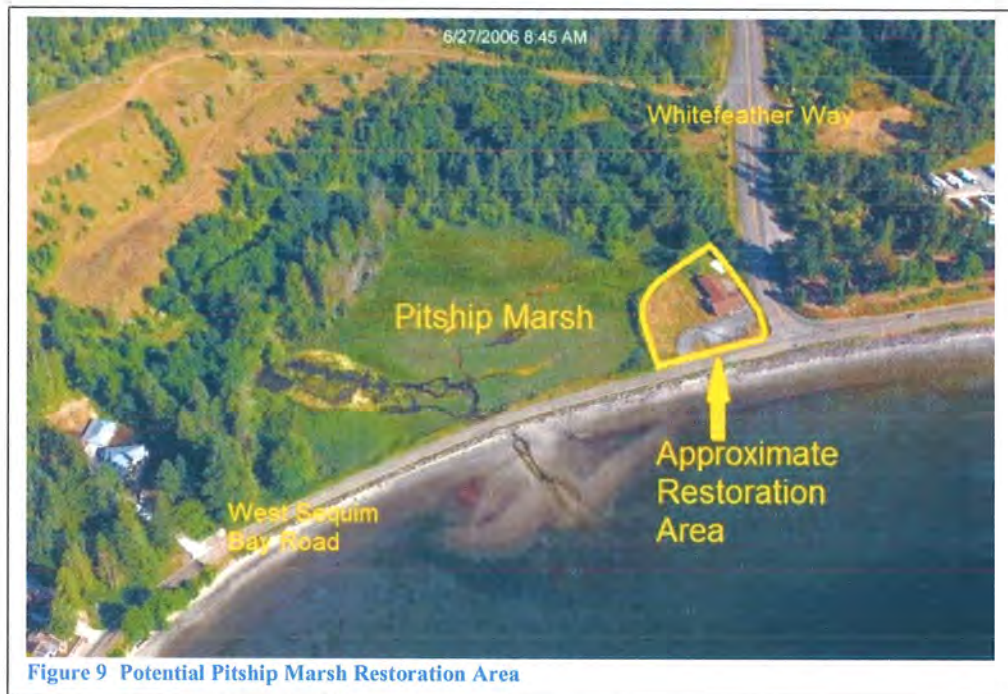 6/27/2006 8:45 AM
Whitefeather Way
Pitship Marsh
Approximate
Restoration
Area
West Sequim
Bay Road
Figure 9 Potential Pitship Marsh Restoration Area